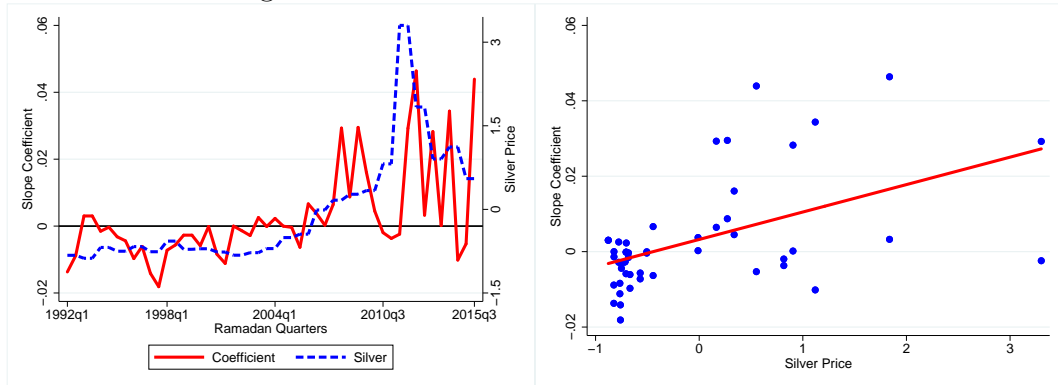 .06
.04
.02
0
-.02
Slope Coefficient
3
1.5
0
-1.5
Silver Price
1992q1
1998q1
2004q1
2010q3
2015q3
Ramadan Quarters
Coefficient
Silver
.06
.04
.02
0
-.02
Slope Coefficient
-1
0
1
2
3
Silver Price